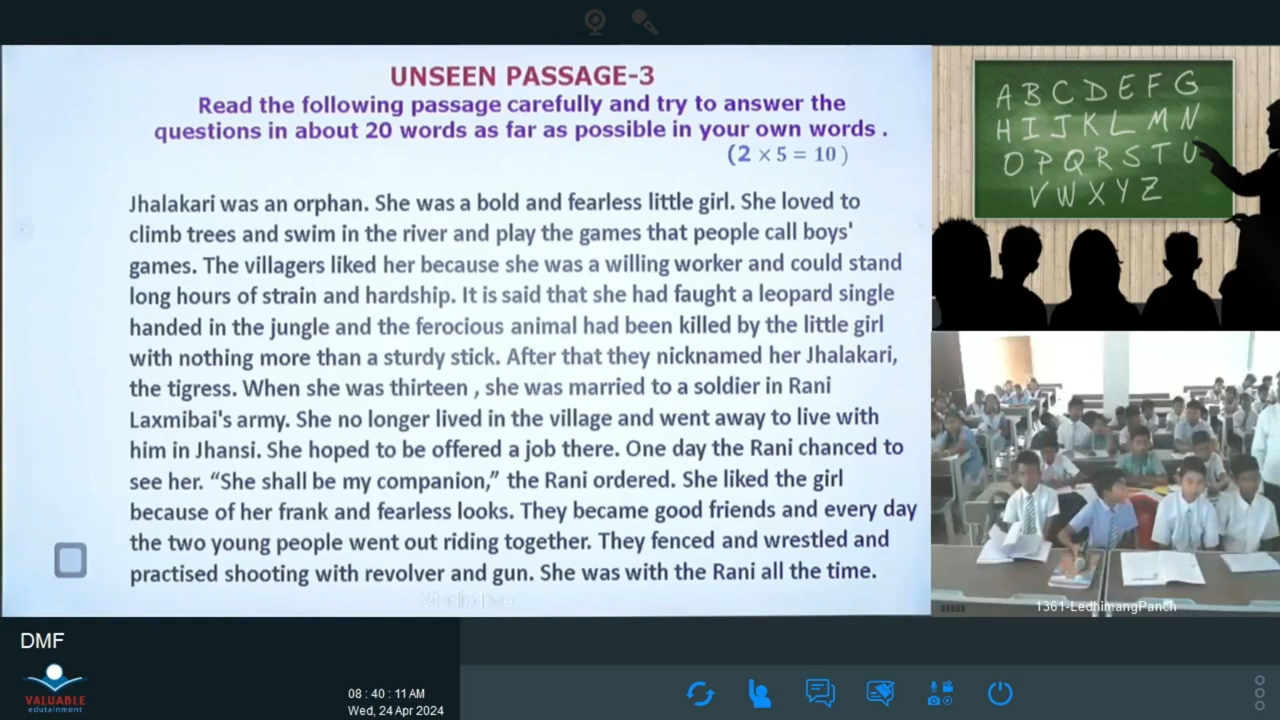 UNSEEN PASSAGE-3
Read the following passage carefully and try to answer the
questions in about 20 words as far as possible in your own words .
(2 × 5 = 10 )
Jhalakari was an orphan. She was a bold and fearless little girl. She loved to
climb trees and swim in the river and play the games that people call boys'
games. The villagers liked her because she was a willing worker and could stand
long hours of strain and hardship. It is said that she had faught a leopard single
handed in the jungle and the ferocious animal had been killed by the little girl
with nothing more than a sturdy stick. After that they nicknamed her Jhalakari,
the tigress. When she was thirteen , she was married to a soldier in Rani
Laxmibai's army. She no longer lived in the village and went away to live with
him in Jhansi. She hoped to be offered a job there. One day the Rani chanced to
see her. “She shall be my companion,” the Rani ordered. She liked the girl
because of her frank and fearless looks. They became good friends and every day
the two young people went out riding together. They fenced and wrestled and
practised shooting with revolver and gun. She was with the Rani all the time.
A B C D E F G
H I J K L M N
O P Q R S T U
V W X Y Z
1361-LedhimangPanch
DMF
VALUABLE
edutainment
08 : 40 : 11 AM
Wed, 24 Apr 2024